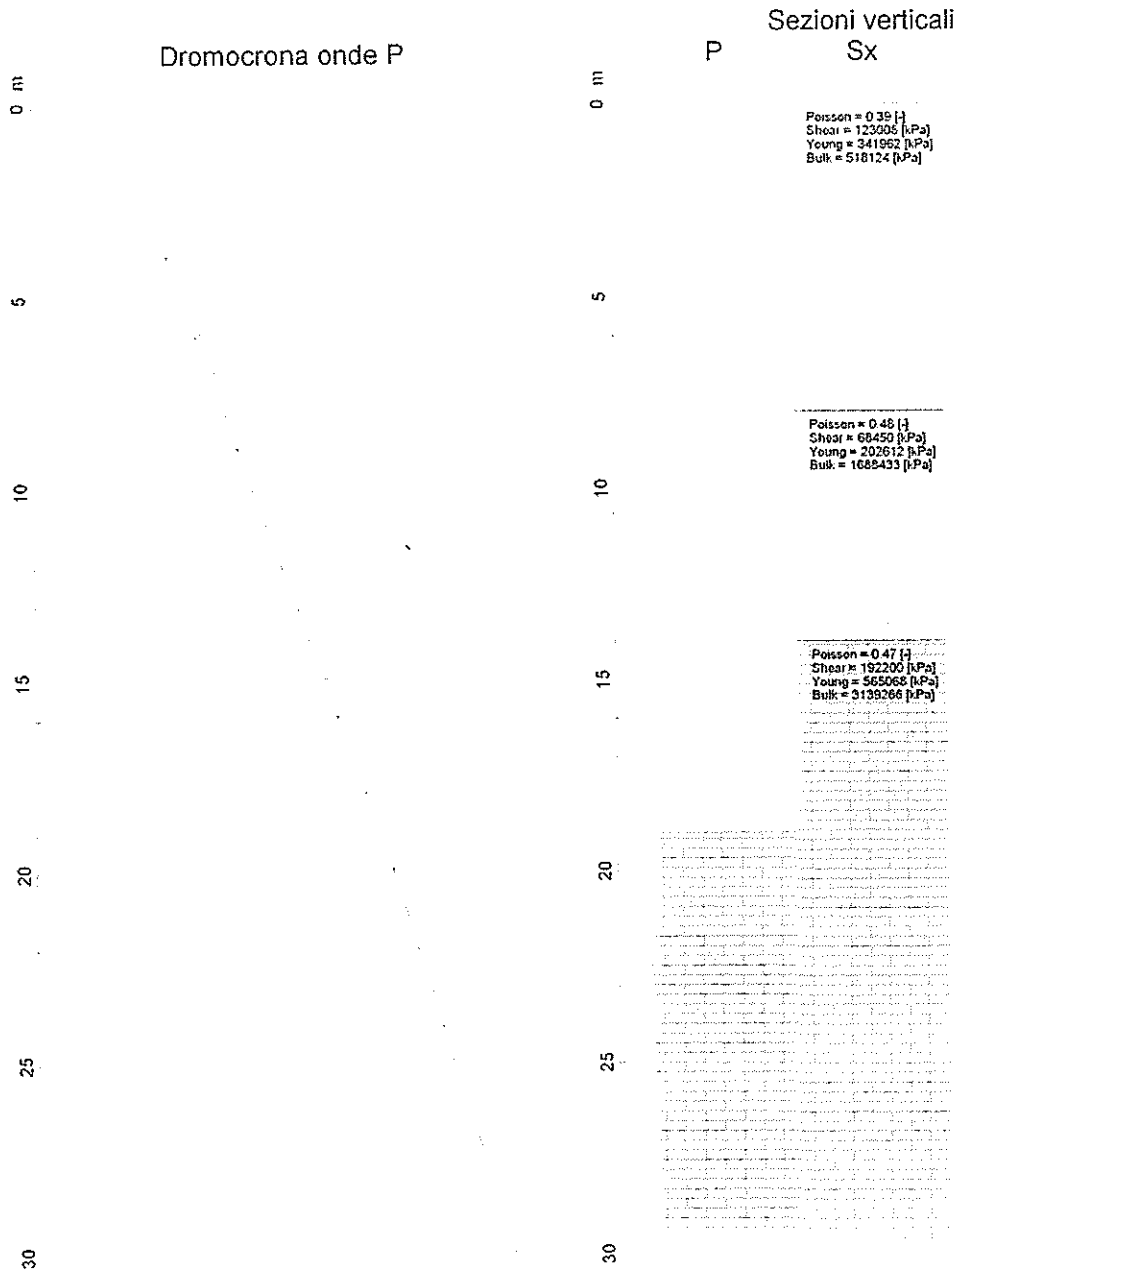 Dromocrona onde P
0 m
5
10
15
20
25
30
Sezioni verticali
P Sx
0 m
5
10
15
20
25
30
Poisson = 0.39 [-]
Shear = 123006 [kPa]
Young = 341962 [kPa]
Bulk = 518124 [kPa]
Poisson = 0.48 [-]
Shear = 68450 [kPa]
Young = 202612 [kPa]
Bulk = 1688433 [kPa]
Poisson = 0.47 [-]
Shear = 192200 [kPa]
Young = 565068 [kPa]
Bulk = 3139266 [kPa]